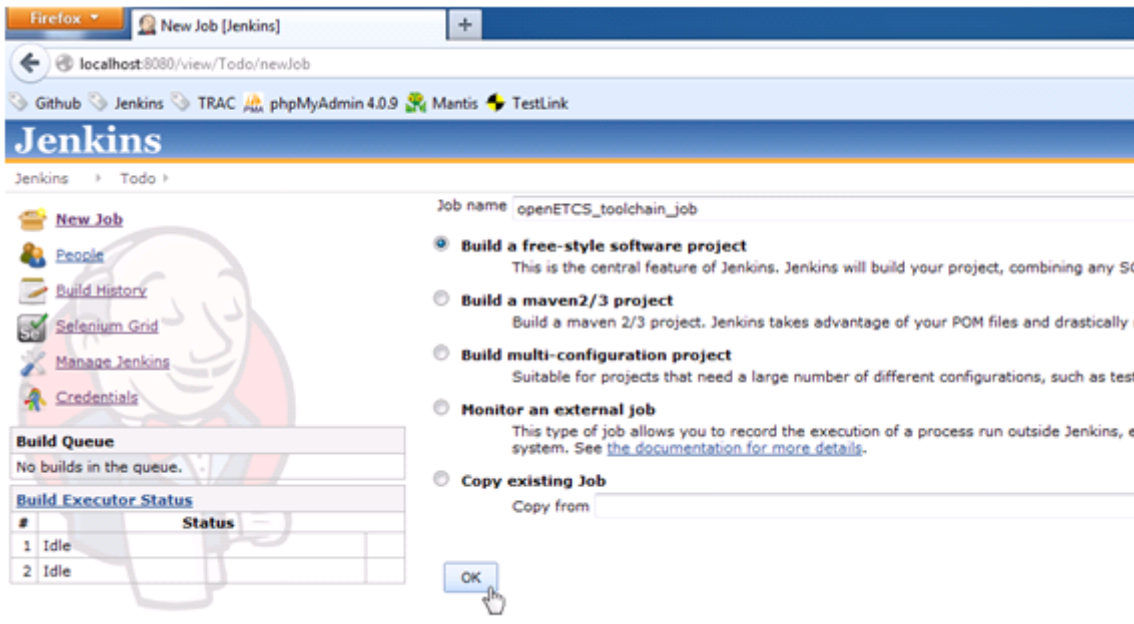 Firefox
New Job [Jenkins]
localhost:8080/view/Todo/newJob
Github Jenkins TRAC phpMyAdmin 4.0.9 Mantis TestLink
Jenkins
Jenkins Todo
New Job
People
Build History
Selenium Grid
Manage Jenkins
Credentials
Build Queue
No builds in the queue.
Build Executor Status
# Status
1 Idle
2 Idle
Job name openETCS_toolchain_job
Build a free-style software project
This is the central feature of Jenkins. Jenkins will build your project, combining any
Build a maven2/3 project
Build a maven 2/3 project. Jenkins takes advantage of your POM files and drastically
Build multi-configuration project
Suitable for projects that need a large number of different configurations, such as
Monitor an external job
This type of job allows you to record the execution of a process run outside Jenkins,
system. See the documentation for more details.
Copy existing Job
Copy from
OK